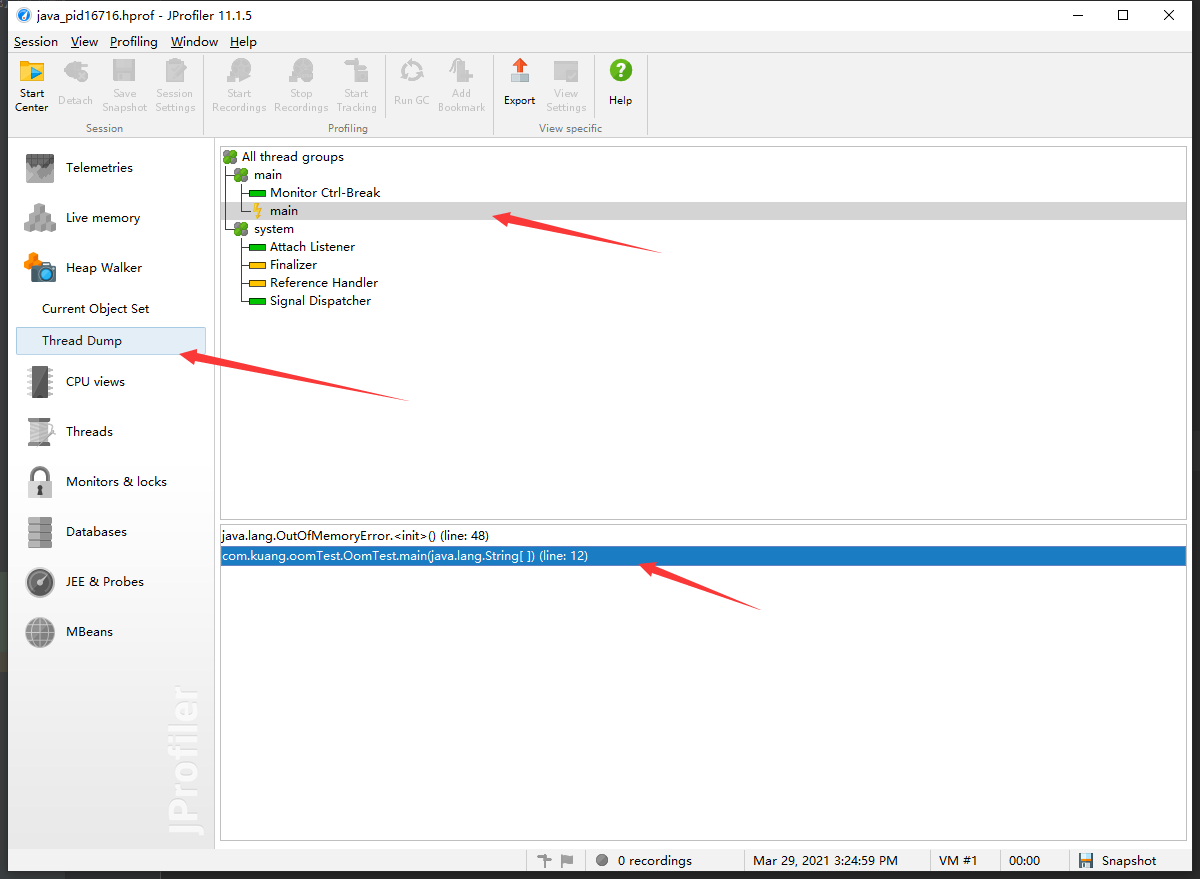 java_pid16716.hprof - JProfiler 11.1.5
Session View Profiling Window Help
Start Center
Detach
Save Snapshot
Session Settings
Start Recordings
Stop Recordings
Start Tracking
Run GC
Add Bookmark
Export
View Settings
Help
Session
Profiling
View specific
Telemetries
Live memory
Heap Walker
Current Object Set
Thread Dump
CPU views
Threads
Monitors & locks
Databases
JEE & Probes
MBeans
JProfiler
All thread groups
main
Monitor Ctrl-Break
main
system
Attach Listener
Finalizer
Reference Handler
Signal Dispatcher
java.lang.OutOfMemoryError.<init>() (line: 48)
com.kuang.oomTest.OomTest.main(java.lang.String[ ]) (line: 12)
0 recordings
Mar 29, 2021 3:24:59 PM
VM #1
00:00
Snapshot